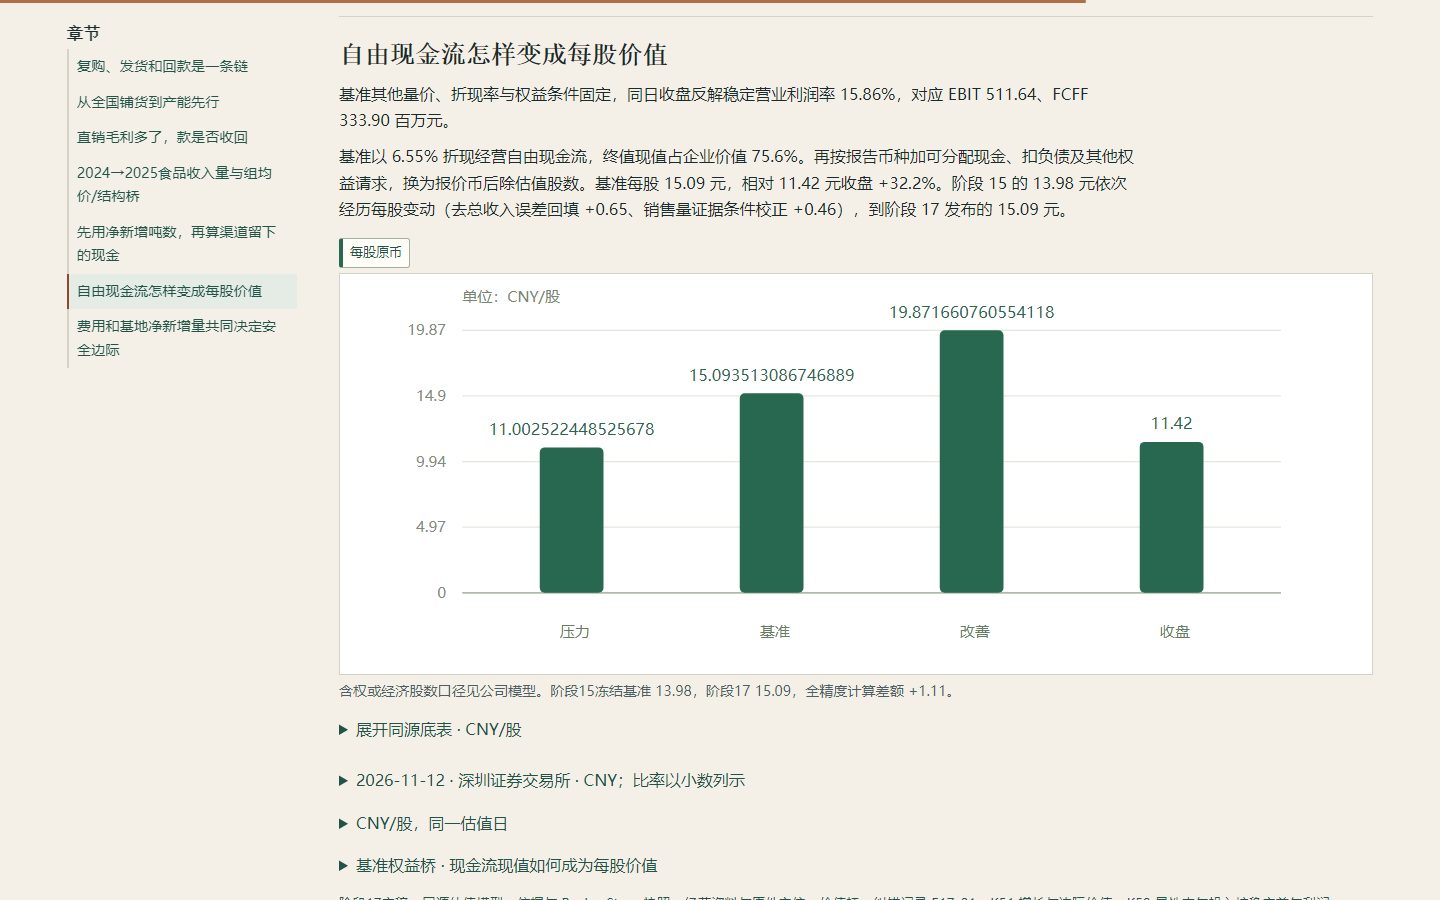 章节
复购、发货和回款是一条链
从全国铺货到产能先行
直销毛利多了，款是否收回
2024→2025食品收入量与组均
价/结构桥
先用净新增吨数，再算渠道留下
的现金
自由现金流怎样变成每股价值
费用和基地净新增量共同决定安
全边际
自由现金流怎样变成每股价值
基准其他量价、折现率与权益条件固定，同日收盘反解稳定营业利润率 15.86%，对应 EBIT 511.64、FCFF
333.90 百万元。
基准以 6.55% 折现经营自由现金流，终值现值占企业价值 75.6%。再按报告币种加可分配现金、扣负债及其他权
益请求，换为报价币后除估值股数。基准每股 15.09 元，相对 11.42 元收盘 +32.2%。阶段 15 的 13.98 元依次
经历每股变动（去总收入误差回填 +0.65、销售量证据条件校正 +0.46），到阶段 17 发布的 15.09 元。
每股原币
单位：CNY/股
19.87
14.9
9.94
4.97
0
11.002522448525678
15.093513086746889
19.871660760554118
11.42
压力
基准
改善
收盘
含权或经济股数口径见公司模型。阶段15冻结基准 13.98，阶段17 15.09，全精度计算差额 +1.11。
▶ 展开同源底表 · CNY/股
▶ 2026-11-12 · 深圳证券交易所 · CNY；比率以小数列示
▶ CNY/股，同一估值日
▶ 基准权益桥 · 现金流现值如何成为每股价值